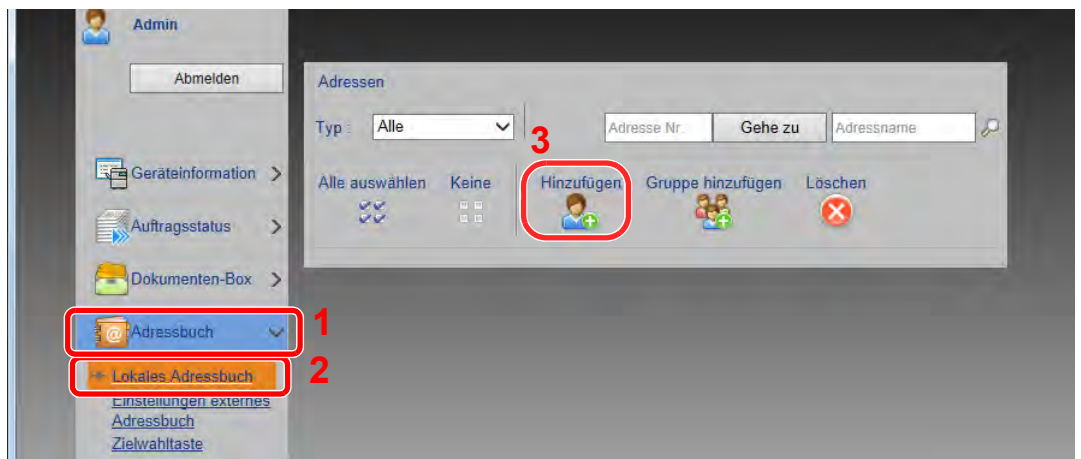 Admin
Abmelden
Geräteinformation
Auftragsstatus
Dokumenten-Box
Adressbuch
1
Lokales Adressbuch
2
Einstellungen externes
Adressbuch
Zielwahltaste
Adressen
Typ : Alle
Adresse Nr. Gehe zu Adressname
3
Alle auswählen Keine Hinzufügen Gruppe hinzufügen Löschen